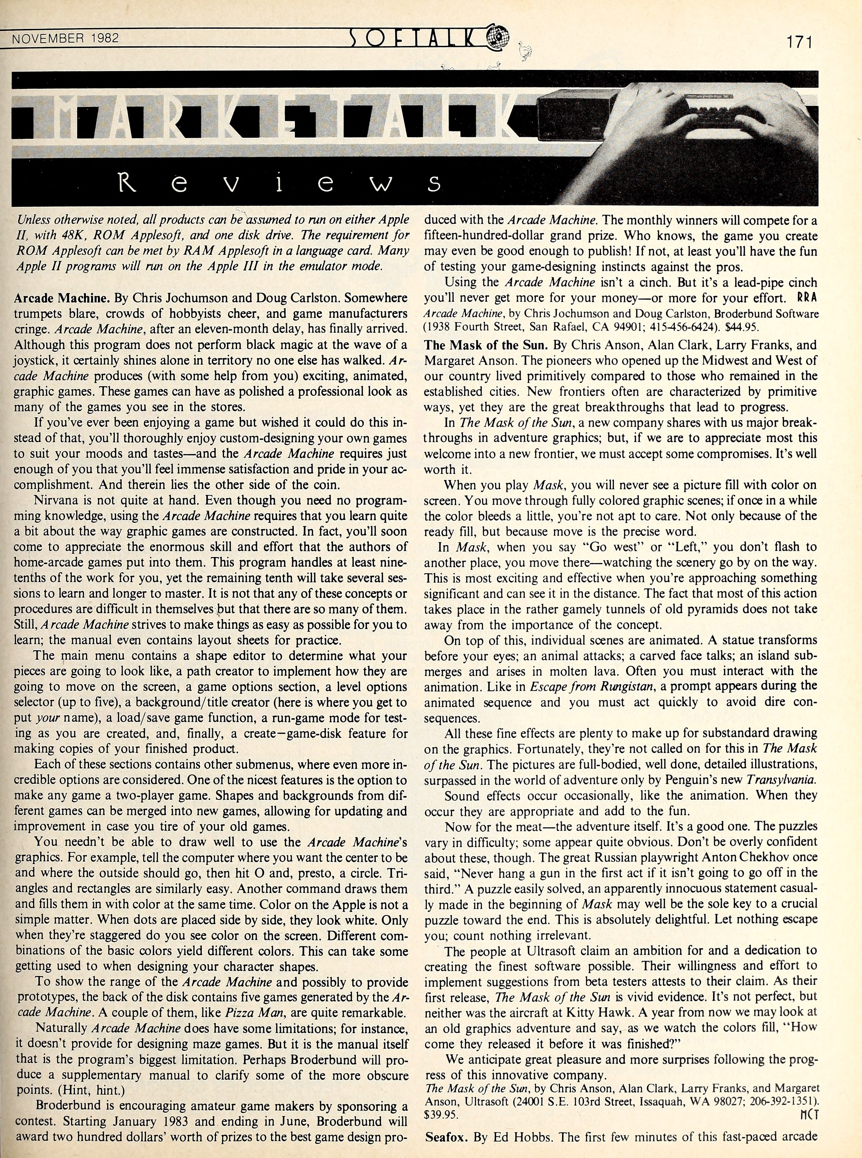 NOVEMBER 1982
SOFTALK
171
MARKETALK
Reviews
Unless otherwise noted, all products can be assumed to run on either Apple
II, with 48K, ROM Applesoft, and one disk drive. The requirement for
ROM Applesoft can be met by RAM Applesoft in a language card. Many
Apple II programs will run on the Apple III in the emulator mode.
Arcade Machine. By Chris Jochumson and Doug Carlston. Somewhere
trumpets blare, crowds of hobbyists cheer, and game manufacturers
cringe. Arcade Machine, after an eleven-month delay, has finally arrived.
Although this program does not perform black magic at the wave of a
joystick, it certainly shines alone in territory no one else has walked. Ar-
cade Machine produces (with some help from you) exciting, animated,
graphic games. These games can have as polished a professional look as
many of the games you see in the stores.
If you've ever been enjoying a game but wished it could do this in-
stead of that, you'll thoroughly enjoy custom-designing your own games
to suit your moods and tastes—and the Arcade Machine requires just
enough of you that you'll feel immense satisfaction and pride in your ac-
complishment. And therein lies the other side of the coin.
Nirvana is not quite at hand. Even though you need no program-
ming knowledge, using the Arcade Machine requires that you learn quite
a bit about the way graphic games are constructed. In fact, you'll soon
come to appreciate the enormous skill and effort that the authors of
home-arcade games put into them. This program handles at least nine-
tenths of the work for you, yet the remaining tenth will take several ses-
sions to learn and longer to master. It is not that any of these concepts or
procedures are difficult in themselves but that there are so many of them.
Still, Arcade Machine strives to make things as easy as possible for you to
learn; the manual even contains layout sheets for practice.
The main menu contains a shape editor to determine what your
pieces are going to look like, a path creator to implement how they are
going to move on the screen, a game options section, a level options
selector (up to five), a background/title creator (here is where you get to
put your name), a load/save game function, a run-game mode for test-
ing as you are created, and, finally, a create-game-disk feature for
making copies of your finished product.
Each of these sections contains other submenus, where even more in-
credible options are considered. One of the nicest features is the option to
make any game a two-player game. Shapes and backgrounds from dif-
ferent games can be merged into new games, allowing for updating and
improvement in case you tire of your old games.
You needn't be able to draw well to use the Arcade Machine's
graphics. For example, tell the computer where you want the center to be
and where the outside should go, then hit O and, presto, a circle. Tri-
angles and rectangles are similarly easy. Another command draws them
and fills them in with color at the same time. Color on the Apple is not a
simple matter. When dots are placed side by side, they look white. Only
when they're staggered do you see color on the screen. Different com-
binations of the basic colors yield different colors. This can take some
getting used to when designing your character shapes.
To show the range of the Arcade Machine and possibly to provide
prototypes, the back of the disk contains five games generated by the Ar-
cade Machine. A couple of them, like Pizza Man, are quite remarkable.
Naturally Arcade Machine does have some limitations; for instance,
it doesn't provide for designing maze games. But it is the manual itself
that is the program's biggest limitation. Perhaps Broderbund will pro-
duce a supplementary manual to clarify some of the more obscure
points. (Hint, hint.)
Broderbund is encouraging amateur game makers by sponsoring a
contest. Starting January 1983 and ending in June, Broderbund will
award two hundred dollars' worth of prizes to the best game design pro-
duced with the Arcade Machine. The monthly winners will compete for a
fifteen-hundred-dollar grand prize. Who knows, the game you create
may even be good enough to publish! If not, at least you'll have the fun
of testing your game-designing instincts against the pros.
Using the Arcade Machine isn't a cinch. But it's a lead-pipe cinch
you'll never get more for your money—or more for your effort. RRA
Arcade Machine, by Chris Jochumson and Doug Carlston, Broderbund Software
(1938 Fourth Street, San Rafael, CA 94901; 415-456-6424). $44.95.
The Mask of the Sun. By Chris Anson, Alan Clark, Larry Franks, and
Margaret Anson. The pioneers who opened up the Midwest and West of
our country lived primitively compared to those who remained in the
established cities. New frontiers often are characterized by primitive
ways, yet they are the great breakthroughs that lead to progress.
In The Mask of the Sun, a new company shares with us major break-
throughs in adventure graphics; but, if we are to appreciate most this
welcome into a new frontier, we must accept some compromises. It's well
worth it.
When you play Mask, you will never see a picture fill with color on
screen. You move through fully colored graphic scenes; if once in a while
the color bleeds a little, you're not apt to care. Not only because of the
ready fill, but because move is the precise word.
In Mask, when you say "Go west" or "Left," you don't flash to
another place, you move there—watching the scenery go by on the way.
This is most exciting and effective when you're approaching something
significant and can see it in the distance. The fact that most of this action
takes place in the rather gamely tunnels of old pyramids does not take
away from the importance of the concept.
On top of this, individual scenes are animated. A statue transforms
before your eyes; an animal attacks; a carved face talks; an island sub-
merges and arises in molten lava. Often you must interact with the
animation. Like in Escape from Rungistan, a prompt appears during the
animated sequence and you must act quickly to avoid dire con-
sequences.
All these fine effects are plenty to make up for substandard drawing
on the graphics. Fortunately, they're not called on for this in The Mask
of the Sun. The pictures are full-bodied, well done, detailed illustrations,
surpassed in the world of adventure only by Penguin's new Transylvania.
Sound effects occur occasionally, like the animation. When they
occur they are appropriate and add to the fun.
Now for the meat—the adventure itself. It's a good one. The puzzles
vary in difficulty; some appear quite obvious. Don't be overly confident
about these, though. The great Russian playwright Anton Chekhov once
said, "Never hang a gun in the first act if it isn't going to go off in the
third." A puzzle easily solved, an apparently innocuous statement casual-
ly made in the beginning of Mask may well be the sole key to a crucial
puzzle toward the end. This is absolutely delightful. Let nothing escape
you; count nothing irrelevant.
The people at Ultrasoft claim an ambition for and a dedication to
creating the finest software possible. Their willingness and effort to
implement suggestions from beta testers attests to their claim. As their
first release, The Mask of the Sun is vivid evidence. It's not perfect, but
neither was the aircraft at Kitty Hawk. A year from now we may look at
an old graphics adventure and say, as we watch the colors fill, "How
come they released it before it was finished?"
We anticipate great pleasure and more surprises following the prog-
ress of this innovative company.
The Mask of the Sun, by Chris Anson, Alan Clark, Larry Franks, and Margaret
Anson, Ultrasoft (24001 S.E. 103rd Street, Issaquah, WA 98027; 206-392-1351).
$39.95. MCT
Seafox. By Ed Hobbs. The first few minutes of this fast-paced arcade